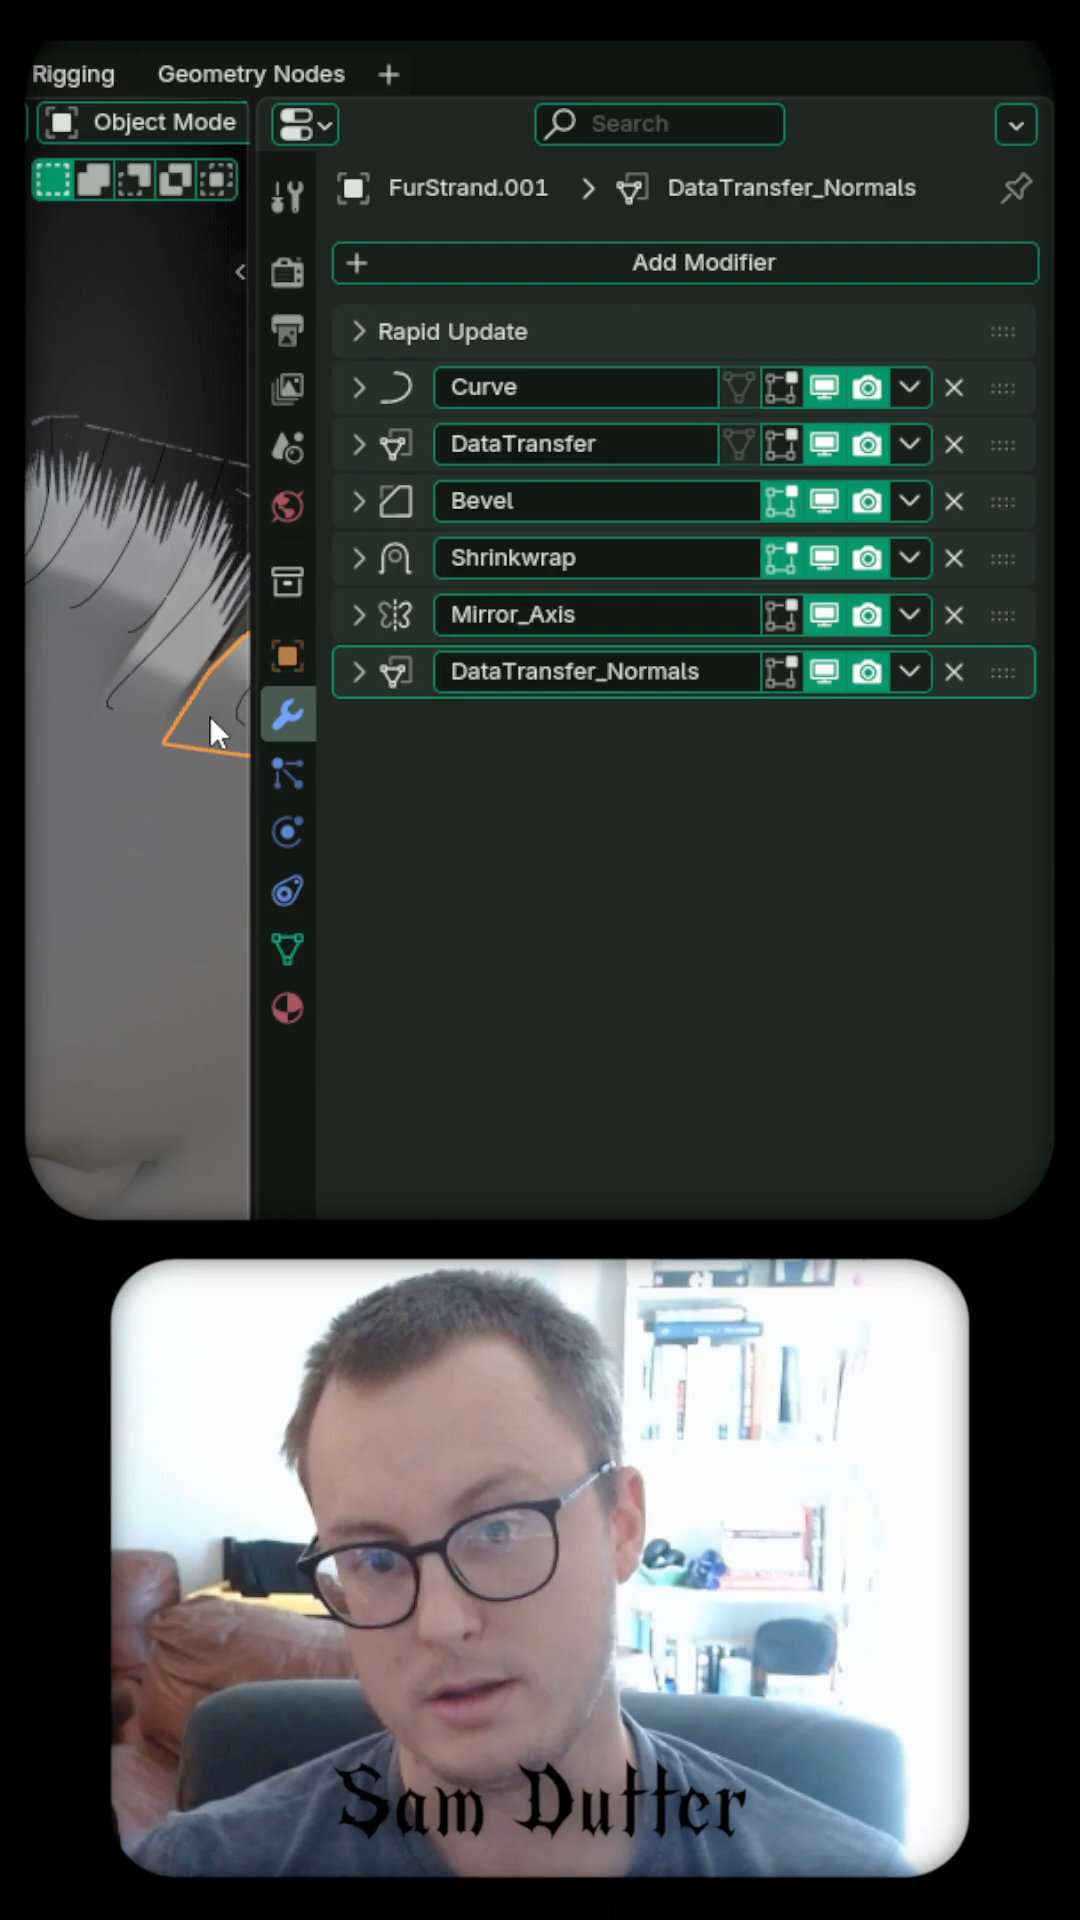 Rigging Geometry Nodes
Object Mode
Search
FurStrand.001 DataTransfer_Normals
Add Modifier
Rapid Update
Curve
DataTransfer
Bevel
Shrinkwrap
Mirror_Axis
DataTransfer_Normals
Sam Dutter